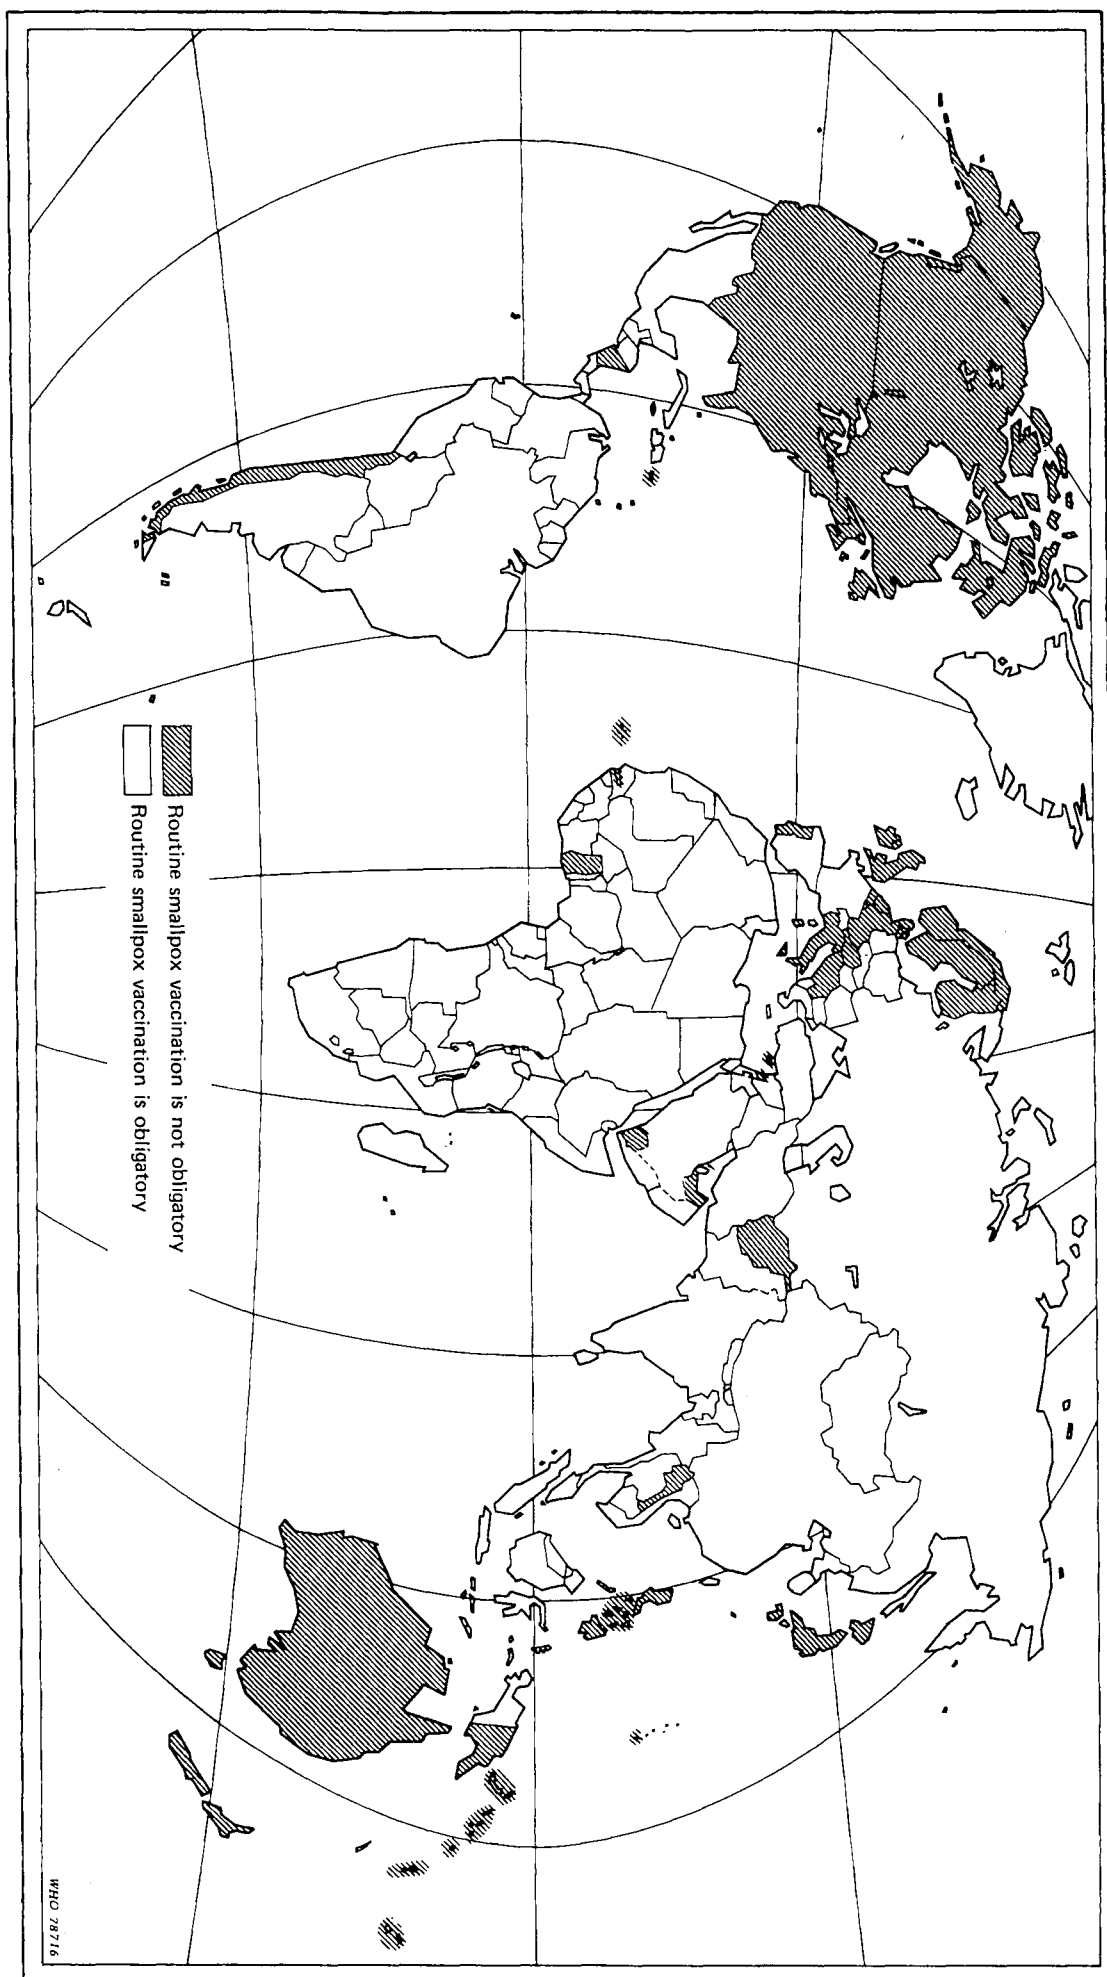 Routine smallpox vaccination is not obligatory
Routine smallpox vaccination is obligatory
WHO 78716